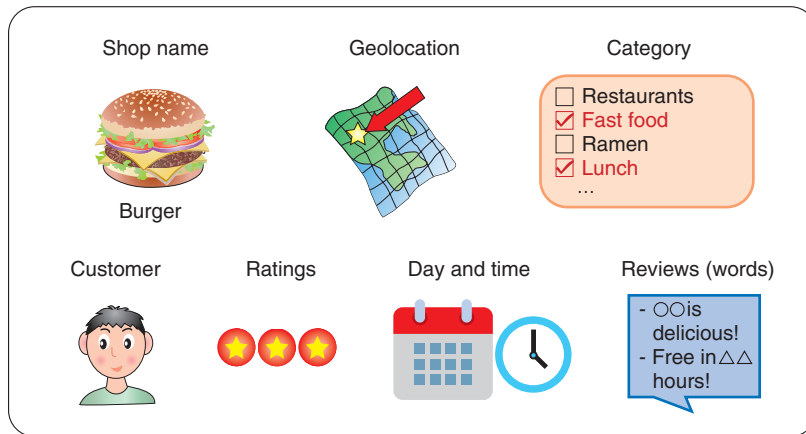 Shop name
Geolocation
Category
Restaurants
Fast food
Ramen
Lunch
...
Burger
Customer
Ratings
Day and time
Reviews (words)
- ○○is
delicious!
- Free in△△
hours!